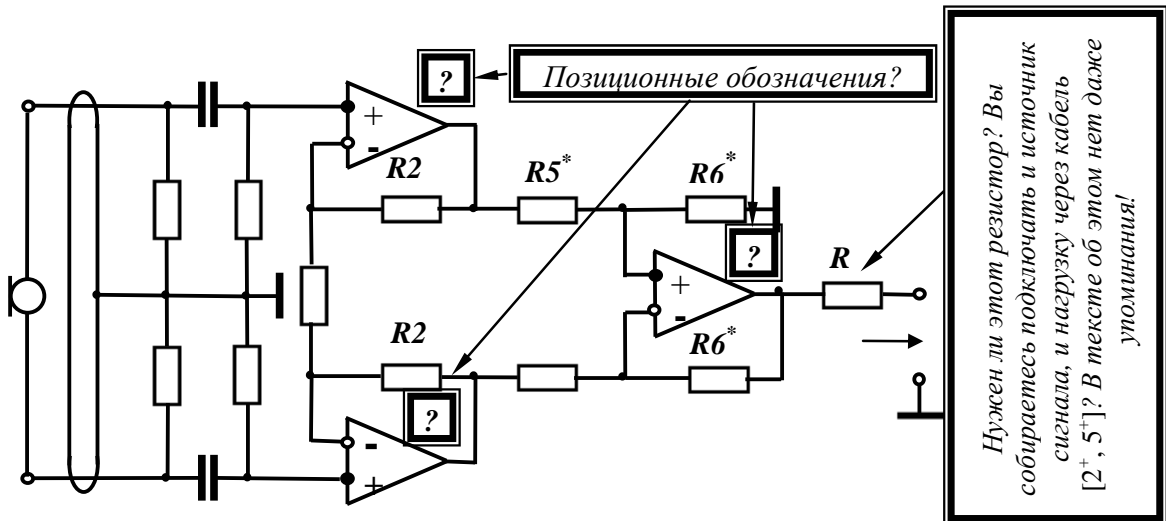 ?
Позиционные обозначения?
+
-
R2
R5*
R6*
?
+
-
R
R2
R6*
?
-
+
Нужен ли этот резистор? Вы
собираетесь подключать и источник
сигнала, и нагрузку через кабель
[2⁺, 5⁺]? В тексте об этом нет даже
упоминания!